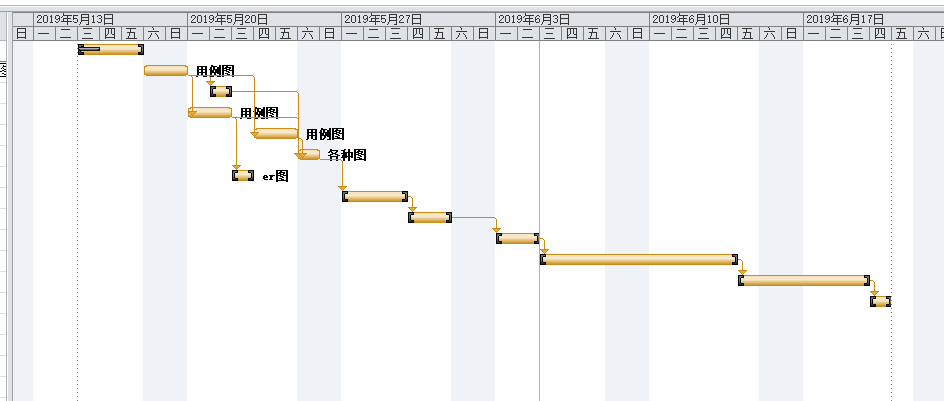 2019年5月13日 2019年5月20日 2019年5月27日 2019年6月3日 2019年6月10日 2019年6月17日
日 一 二 三 四 五 六 日 一 二 三 四 五 六 日 一 二 三 四 五 六 日 一 二 三 四 五 六 日 一 二 三 四 五 六 日 一 二 三 四 五 六 日
用例图
用例图
用例图
各种图
er图